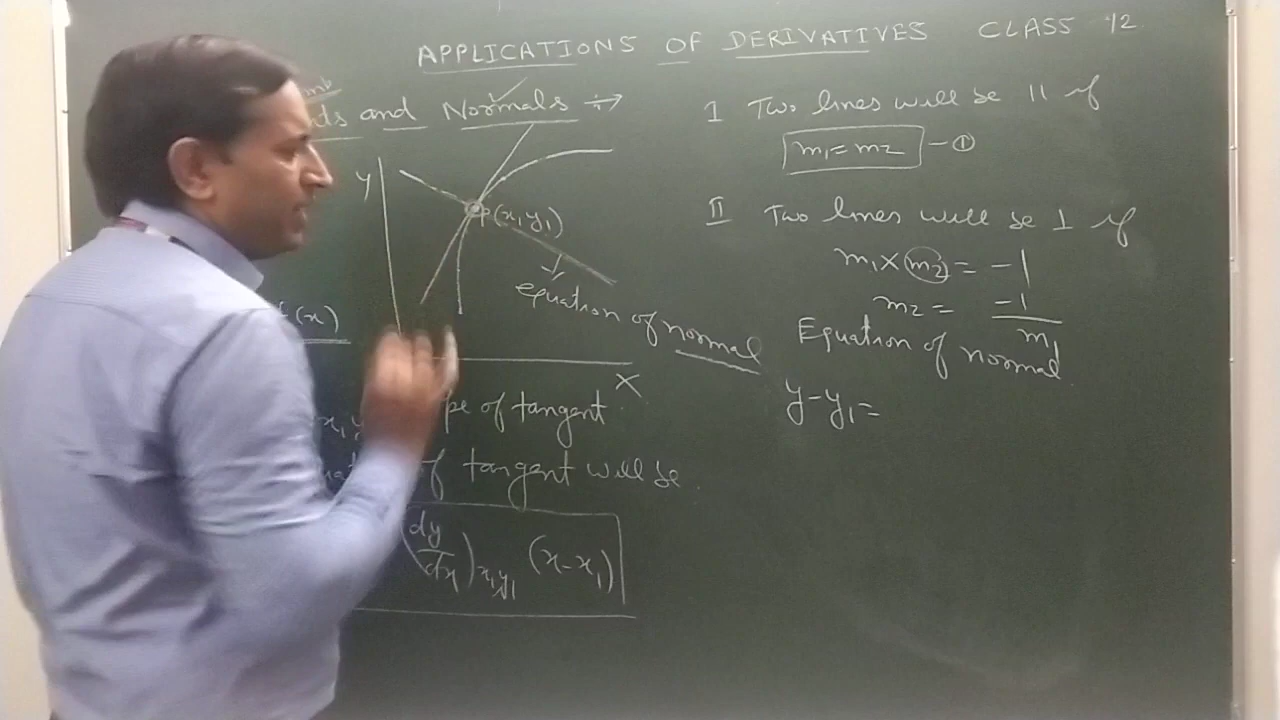 APPLICATIONS OF DERIVATIVES CLASS 12
and Normals ÷→
y
P(x1,y1)
equation of normal
x
f(x)
x1 y of tangent
of tangent will be
(dy/dx)x1y1 (x-x1)
I Two lines will be || if
m1=m2 -①
II Two lines will be ⊥ if
m1×m2 = -1
m2 = -1/m1
Equation of normal
y-y1=